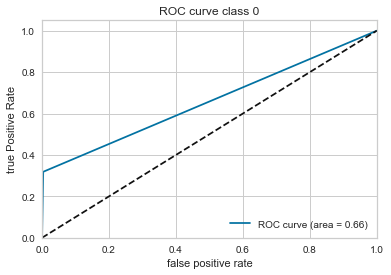 ROC curve class 0
true Positive Rate
1.0
0.8
0.6
0.4
0.2
0.0
ROC curve (area = 0.66)
0.0 0.2 0.4 0.6 0.8 1.0
false positive rate